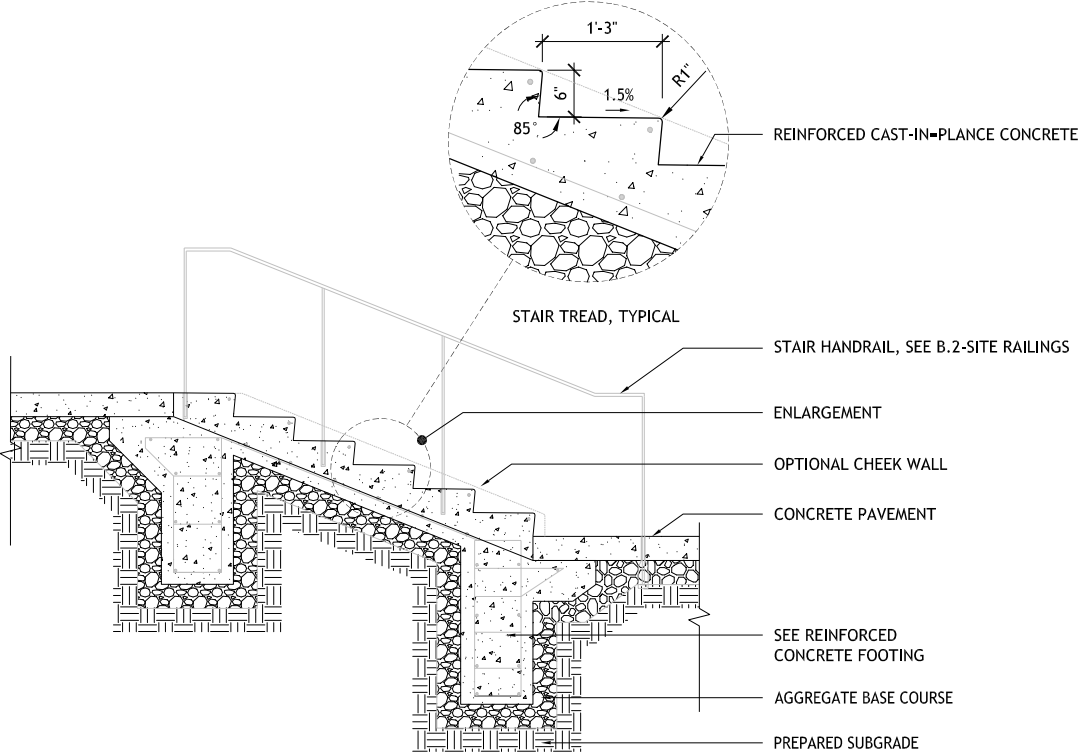 1'-3"
R1"
6"
1.5%
85°
REINFORCED CAST-IN-PLANCE CONCRETE
STAIR TREAD, TYPICAL
STAIR HANDRAIL, SEE B.2-SITE RAILINGS
ENLARGEMENT
OPTIONAL CHEEK WALL
CONCRETE PAVEMENT
SEE REINFORCED
CONCRETE FOOTING
AGGREGATE BASE COURSE
PREPARED SUBGRADE